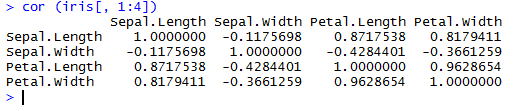 > cor (iris[, 1:4])
             Sepal.Length Sepal.Width Petal.Length Petal.Width
Sepal.Length    1.0000000  -0.1175698    0.8717538   0.8179411
Sepal.Width    -0.1175698   1.0000000   -0.4284401  -0.3661259
Petal.Length    0.8717538  -0.4284401    1.0000000   0.9628654
Petal.Width     0.8179411  -0.3661259    0.9628654   1.0000000
>